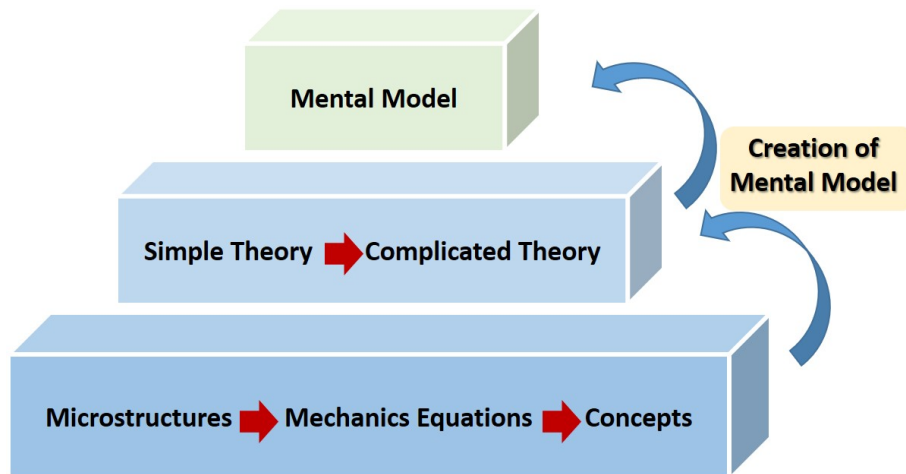 Mental Model
Creation of
Mental Model
Simple Theory Complicated Theory
Microstructures Mechanics Equations Concepts